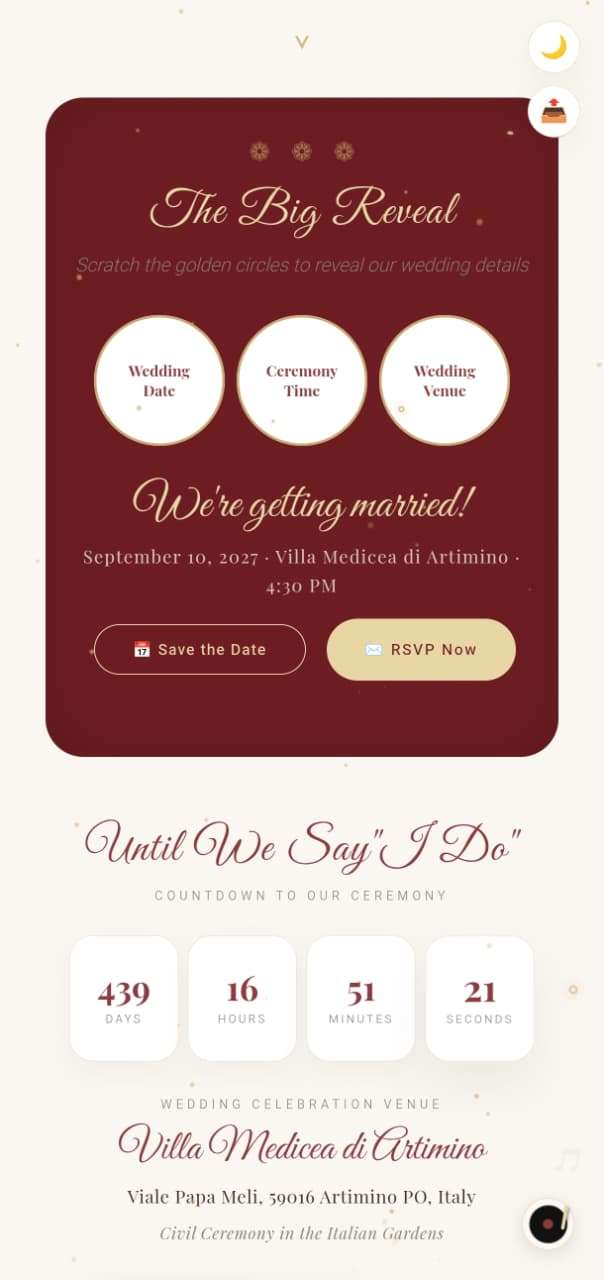 The Big Reveal
Scratch the golden circles to reveal our wedding details
Wedding
Date
Ceremony
Time
Wedding
Venue
We're getting married!
September 10, 2027 · Villa Medicea di Artimino ·
4:30 PM
📅 Save the Date
✉️ RSVP Now
Until We Say"I Do"
COUNTDOWN TO OUR CEREMONY
439
DAYS
16
HOURS
51
MINUTES
21
SECONDS
WEDDING CELEBRATION VENUE
Villa Medicea di Artimino
Viale Papa Meli, 59016 Artimino PO, Italy
Civil Ceremony in the Italian Gardens